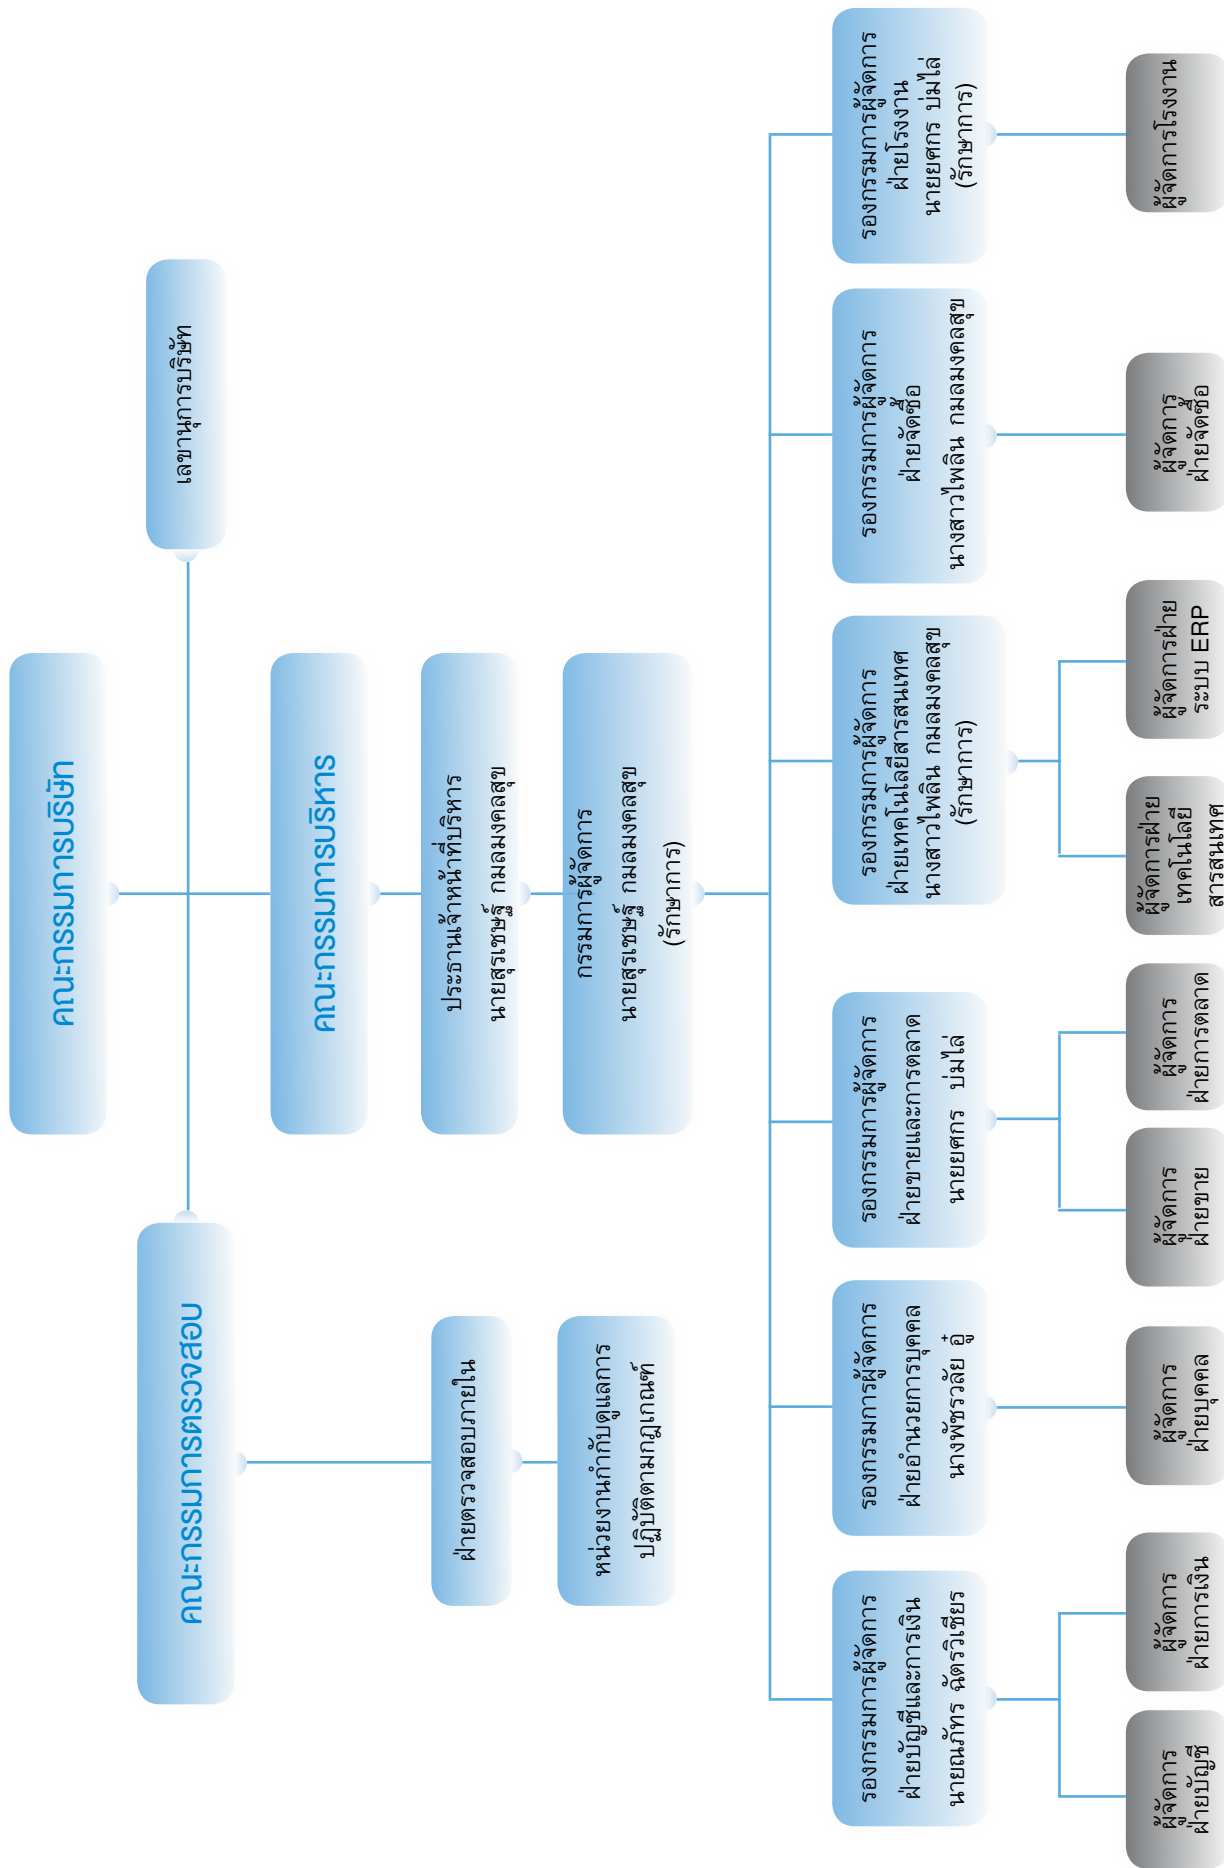 คณะกรรมการบริษัท
เลขานุการบริษัท
คณะกรรมการตรวจสอบ
ฝ่ายตรวจสอบภายใน
หน่วยงานกำกับดูแลการ
ปฏิบัติตามกฎเกณฑ์
คณะกรรมการบริหาร
ประธานเจ้าหน้าที่บริหาร
นายสุรเชษฐ์ กมลมงคลสุข
กรรมการผู้จัดการ
นายสุรเชษฐ์ กมลมงคลสุข
(รักษาการ)
รองกรรมการผู้จัดการ
ฝ่ายบัญชีและการเงิน
นายณภัทร ฉัตรวิเชียร
รองกรรมการผู้จัดการ
ฝ่ายอำนวยการบุคคล
นางพัชรวลัย อู๋
รองกรรมการผู้จัดการ
ฝ่ายขายและการตลาด
นายยศกร บ่มไล่
รองกรรมการผู้จัดการ
ฝ่ายเทคโนโลยีสารสนเทศ
นางสาวไพลิน กมลมงคลสุข
(รักษาการ)
รองกรรมการผู้จัดการ
ฝ่ายจัดซื้อ
นางสาวไพลิน กมลมงคลสุข
รองกรรมการผู้จัดการ
ฝ่ายโรงงาน
นายยศกร บ่มไล่
(รักษาการ)
ผู้จัดการ
ฝ่ายบัญชี
ผู้จัดการ
ฝ่ายการเงิน
ผู้จัดการ
ฝ่ายบุคคล
ผู้จัดการ
ฝ่ายขาย
ผู้จัดการ
ฝ่ายการตลาด
ผู้จัดการฝ่าย
เทคโนโลยี
สารสนเทศ
ผู้จัดการฝ่าย
ระบบ ERP
ผู้จัดการ
ฝ่ายจัดซื้อ
ผู้จัดการโรงงาน